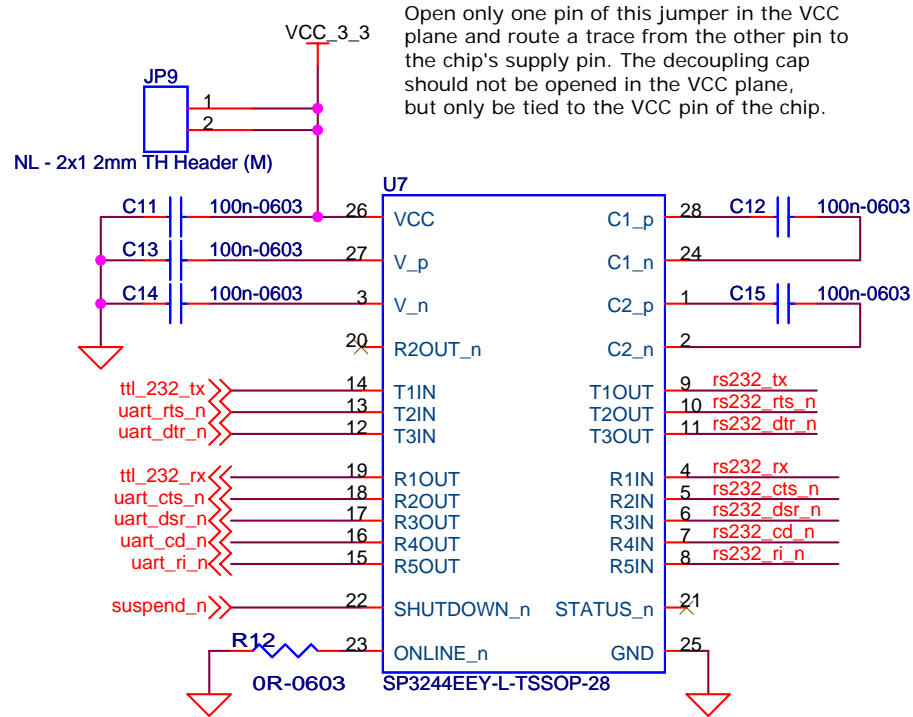 Open only one pin of this jumper in the VCC
plane and route a trace from the other pin to
the chip's supply pin. The decoupling cap
should not be opened in the VCC plane,
but only be tied to the VCC pin of the chip.
VCC_3_3
JP9
1
2
NL - 2x1 2mm TH Header (M)
U7
C11 100n-0603 26 VCC C1_p 28 C12 100n-0603
C13 100n-0603 27 V_p C1_n 24
C14 100n-0603 3 V_n C2_p 1 C15 100n-0603
20 R2OUT_n C2_n 2
ttl_232_tx 14 T1IN T1OUT 9 rs232_tx
uart_rts_n 13 T2IN T2OUT 10 rs232_rts_n
uart_dtr_n 12 T3IN T3OUT 11 rs232_dtr_n
ttl_232_rx 19 R1OUT R1IN 4 rs232_rx
uart_cts_n 18 R2OUT R2IN 5 rs232_cts_n
uart_dsr_n 17 R3OUT R3IN 6 rs232_dsr_n
uart_cd_n 16 R4OUT R4IN 7 rs232_cd_n
uart_ri_n 15 R5OUT R5IN 8 rs232_ri_n
suspend_n 22 SHUTDOWN_n STATUS_n 21
R12 23 ONLINE_n GND 25
0R-0603 SP3244EEY-L-TSSOP-28